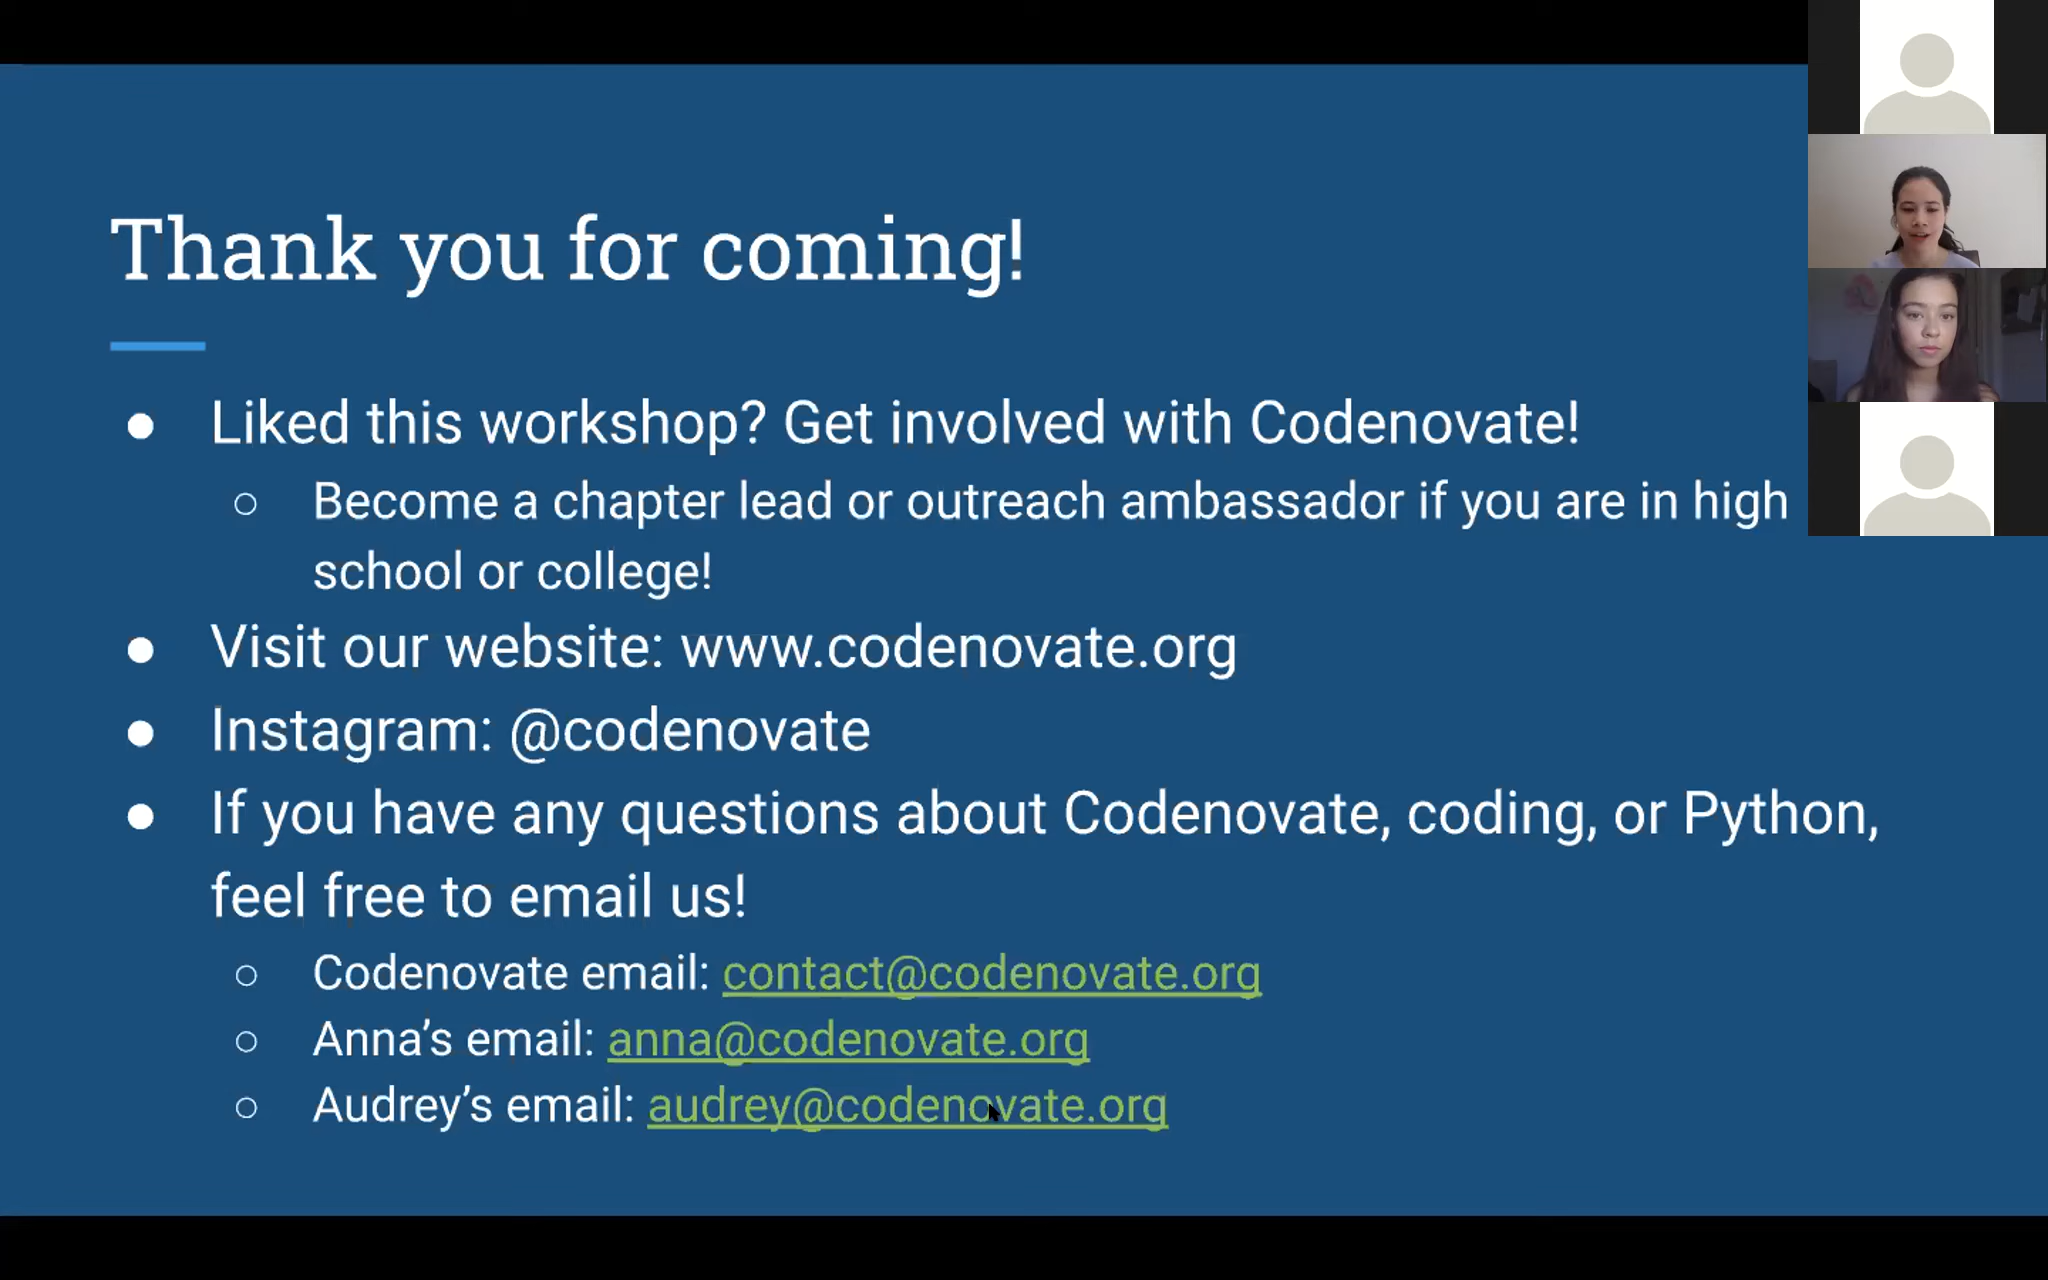 Thank you for coming!
● Liked this workshop? Get involved with Codenovate!
○ Become a chapter lead or outreach ambassador if you are in high
school or college!
● Visit our website: www.codenovate.org
● Instagram: @codenovate
● If you have any questions about Codenovate, coding, or Python,
feel free to email us!
○ Codenovate email: contact@codenovate.org
○ Anna’s email: anna@codenovate.org
○ Audrey’s email: audrey@codenovate.org